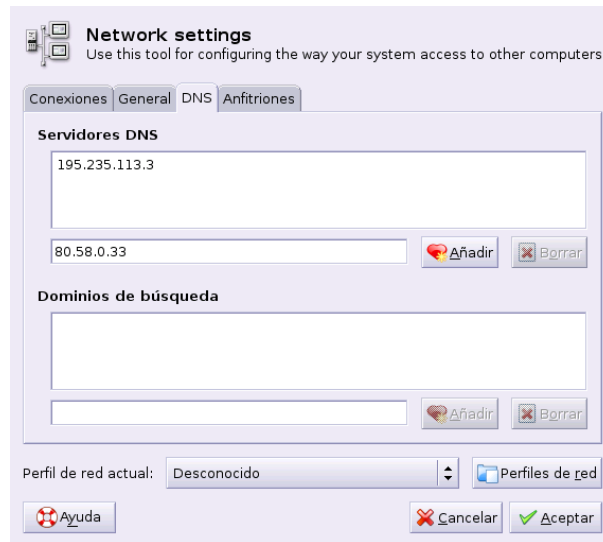 Network settings
Use this tool for configuring the way your system access to other computers
Conexiones General DNS Anfitriones
Servidores DNS
195.235.113.3
80.58.0.33 Añadir Borrar
Dominios de búsqueda
Añadir Borrar
Perfil de red actual: Desconocido Perfiles de red
Ayuda Cancelar Aceptar